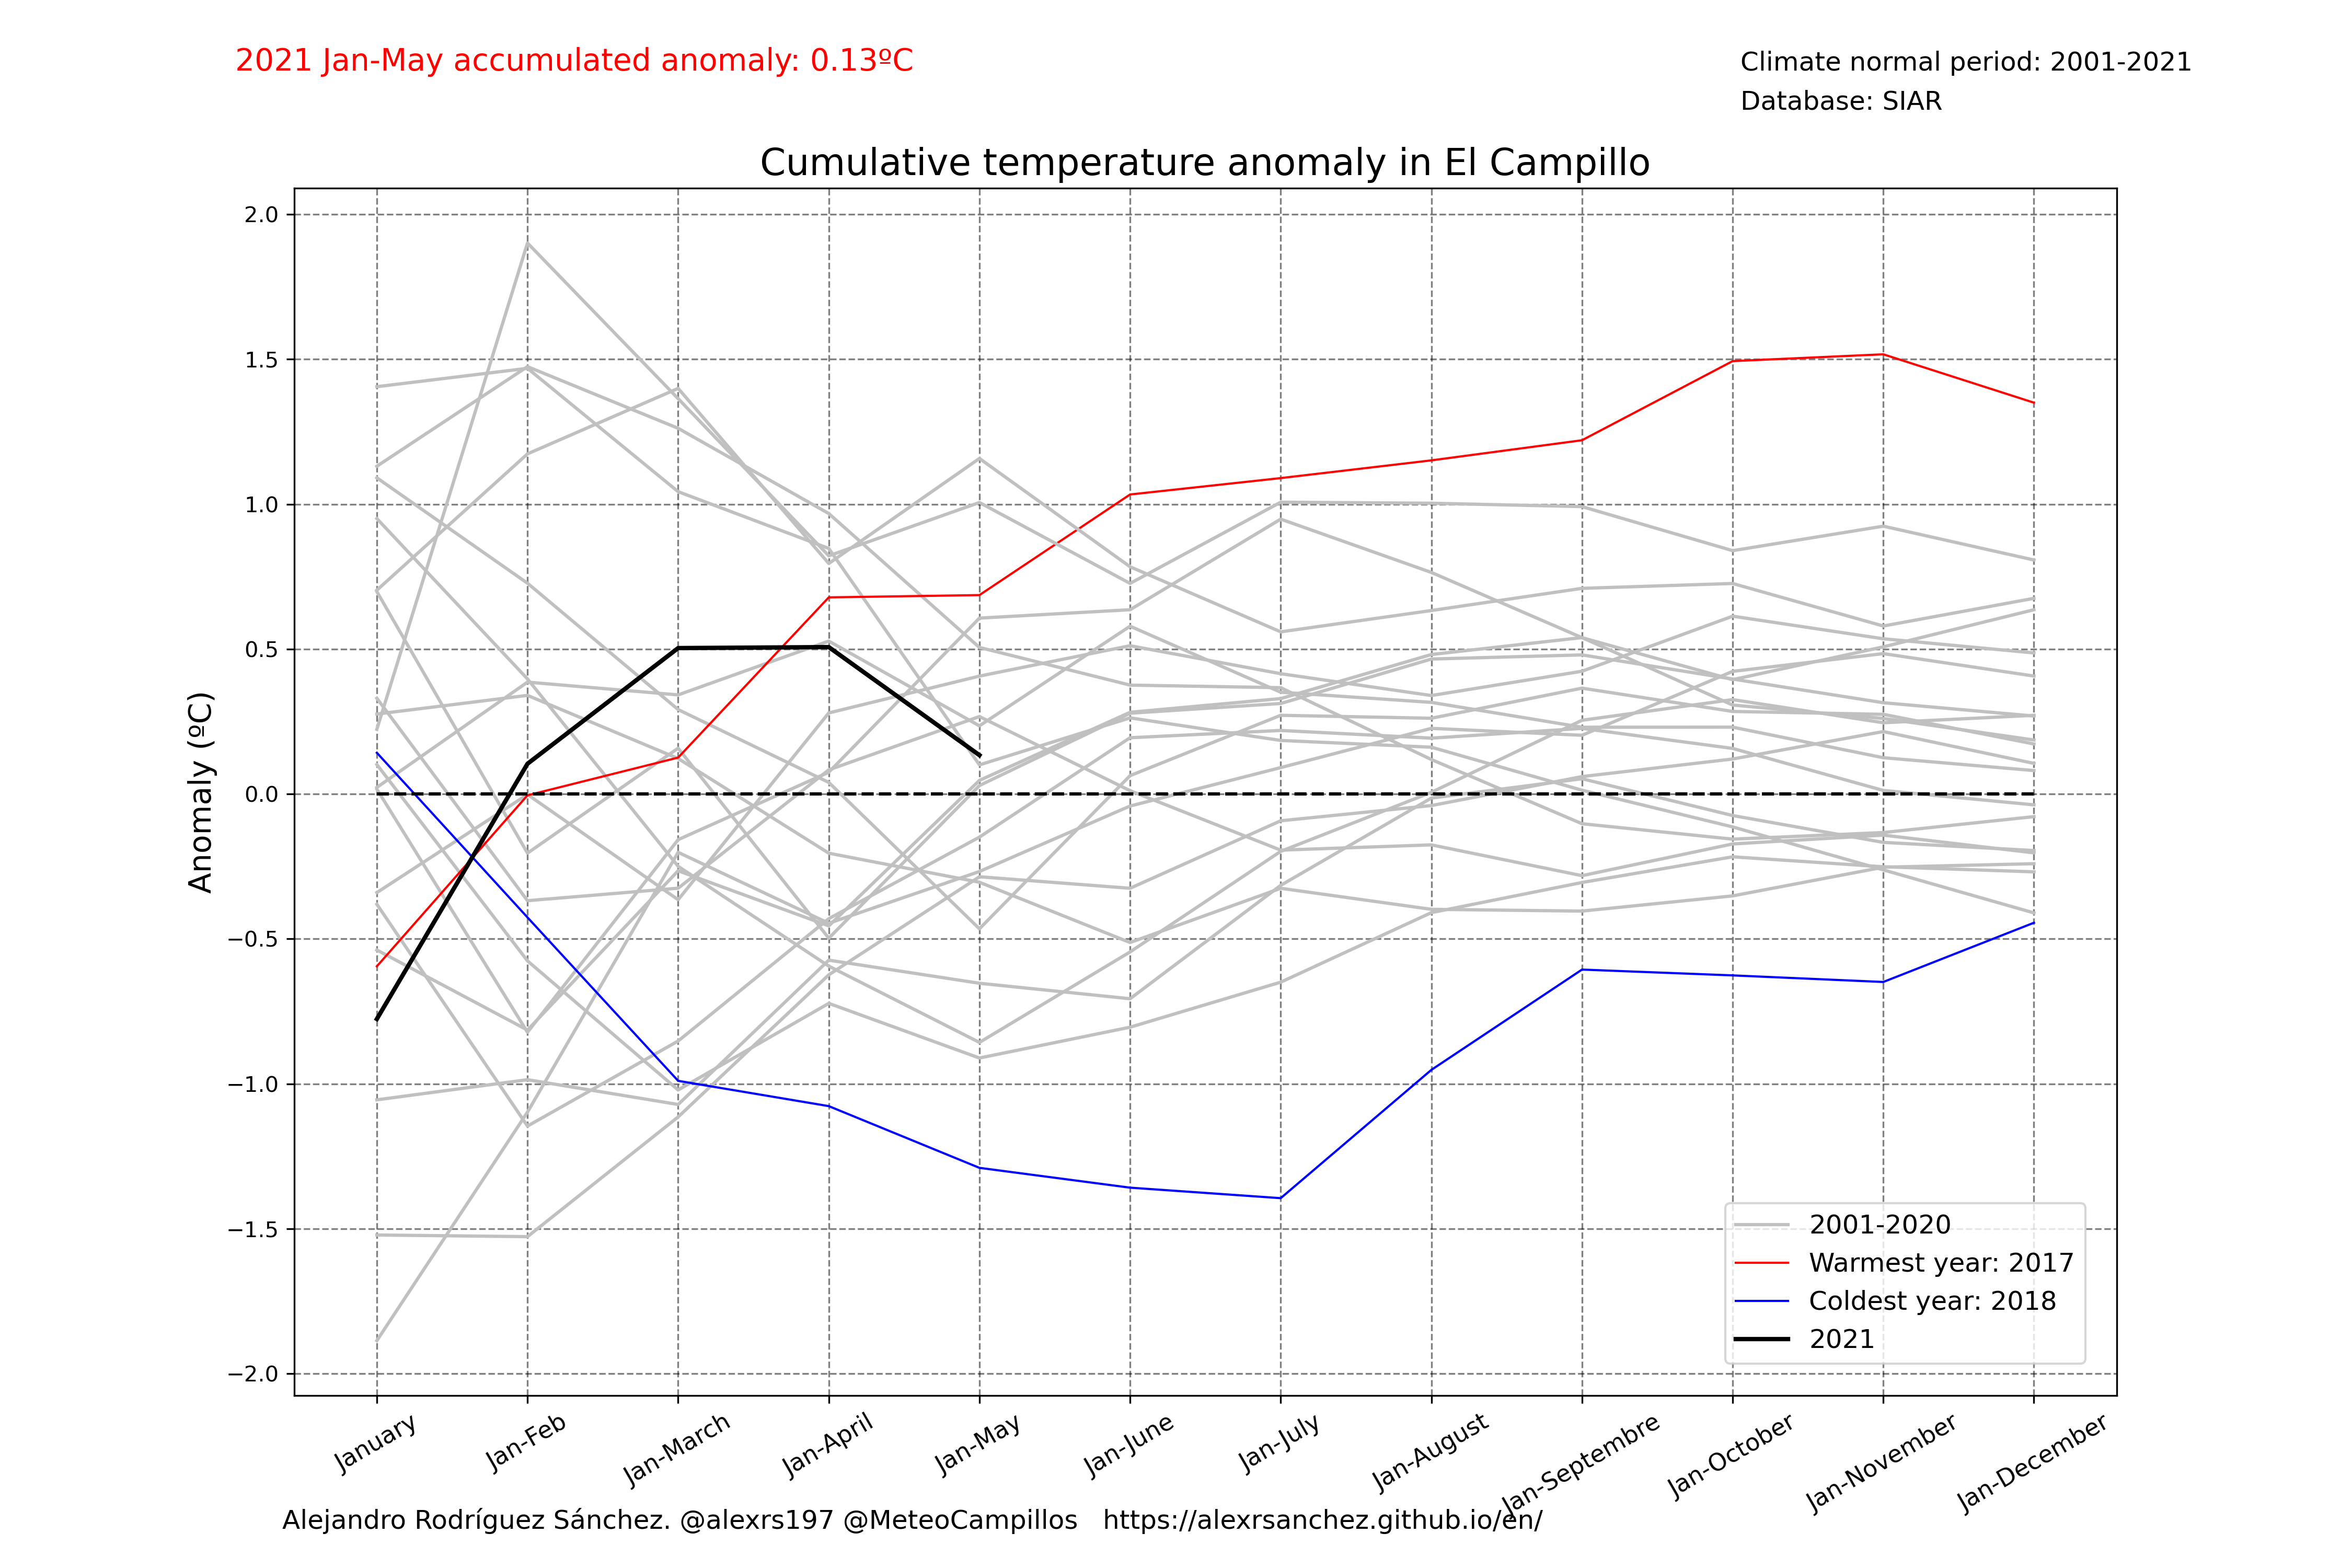 2021 Jan-May accumulated anomaly: 0.13ºC
Climate normal period: 2001-2021
Database: SIAR
Cumulative temperature anomaly in El Campillo
Anomaly (ºC)
2.0
1.5
1.0
0.5
0.0
−0.5
−1.0
−1.5
−2.0
2001-2020
Warmest year: 2017
Coldest year: 2018
2021
January
Jan-Feb
Jan-March
Jan-April
Jan-May
Jan-June
Jan-July
Jan-August
Jan-Septembre
Jan-October
Jan-November
Jan-December
Alejandro Rodríguez Sánchez. @alexrs197 @MeteoCampillos https://alexrsanchez.github.io/en/